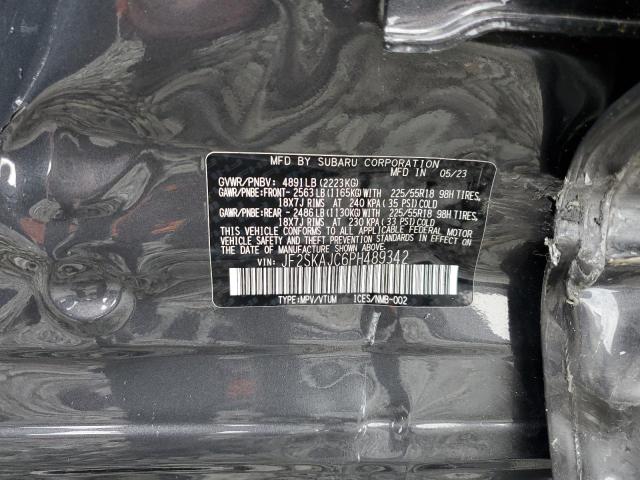 MFD BY SUBARU CORPORATION
MFD IN 05/23
GVWR/PNBV: 4891LB (2223KG)
GAWR/PNBE:FRONT- 2563LB (1165KG)WITH 225/55R18 98H TIRES,
18X7J RIMS AT 240 KPA ( 35 PSI) COLD
GAWR/PNBE:REAR - 2486LB (1130KG)WITH 225/55R18 98H TIRES,
18X7J RIMS AT 230 KPA ( 33 PSI) COLD
THIS VEHICLE CONFORMS TO ALL APPLICABLE FEDERAL MOTOR
VEHICLE SAFETY, BUMPER, AND THEFT PREVENTION STANDARDS
IN EFFECT ON THE DATE OF MANUFACTURE SHOWN ABOVE.
VIN: JF2SKAJC6PH489342
TYPE:MPV/VTUM ICES/NMB-002